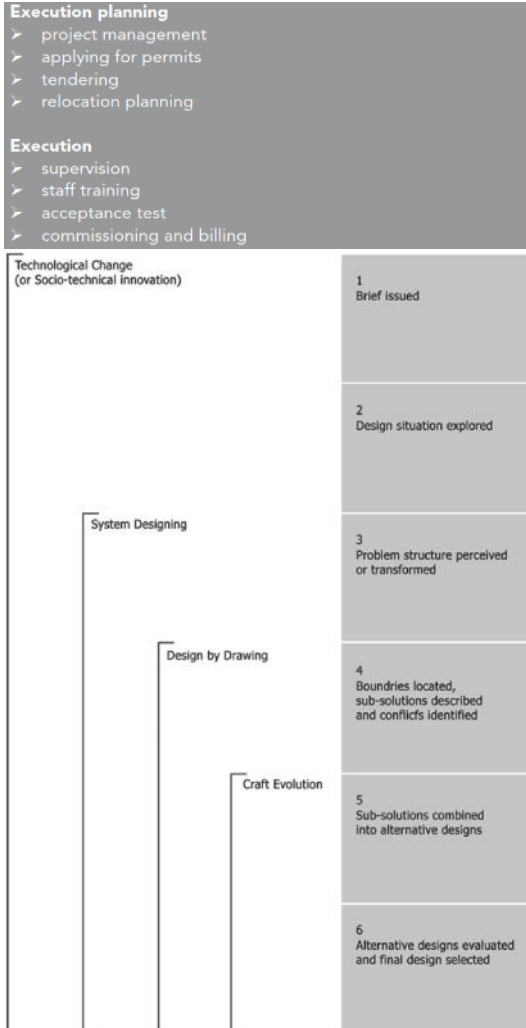 Execution planning
➢ project management
➢ applying for permits
➢ tendering
➢ relocation planning
Execution
➢ supervision
➢ staff training
➢ acceptance test
➢ commissioning and billing
Technological Change
(or Socio-technical innovation)
1
Brief issued
2
Design situation explored
System Designing
3
Problem structure perceived
or transformed
Design by Drawing
4
Boundries located,
sub-solutions described
and conflicfs identified
Craft Evolution
5
Sub-solutions combined
into alternative designs
6
Alternative designs evaluated
and final design selected